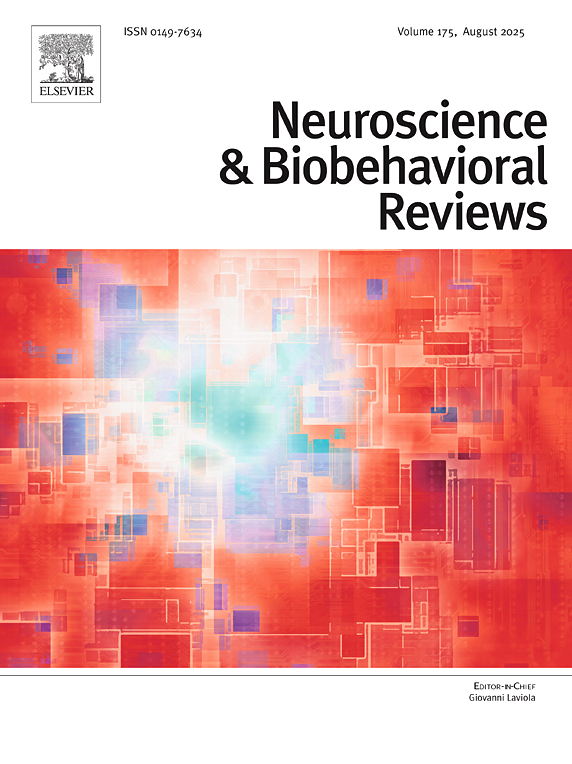 ISSN 0149-7634
Volume 175, August 2025
ELSEVIER
Neuroscience
& Biobehavioral
Reviews
EDITOR-IN-CHIEF
Giovanni Laviola